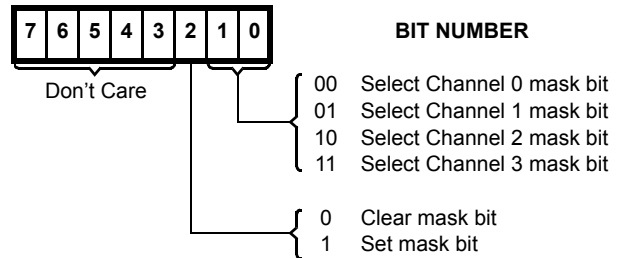 7 6 5 4 3 2 1 0 BIT NUMBER
Don't Care
00 Select Channel 0 mask bit
01 Select Channel 1 mask bit
10 Select Channel 2 mask bit
11 Select Channel 3 mask bit
0 Clear mask bit
1 Set mask bit